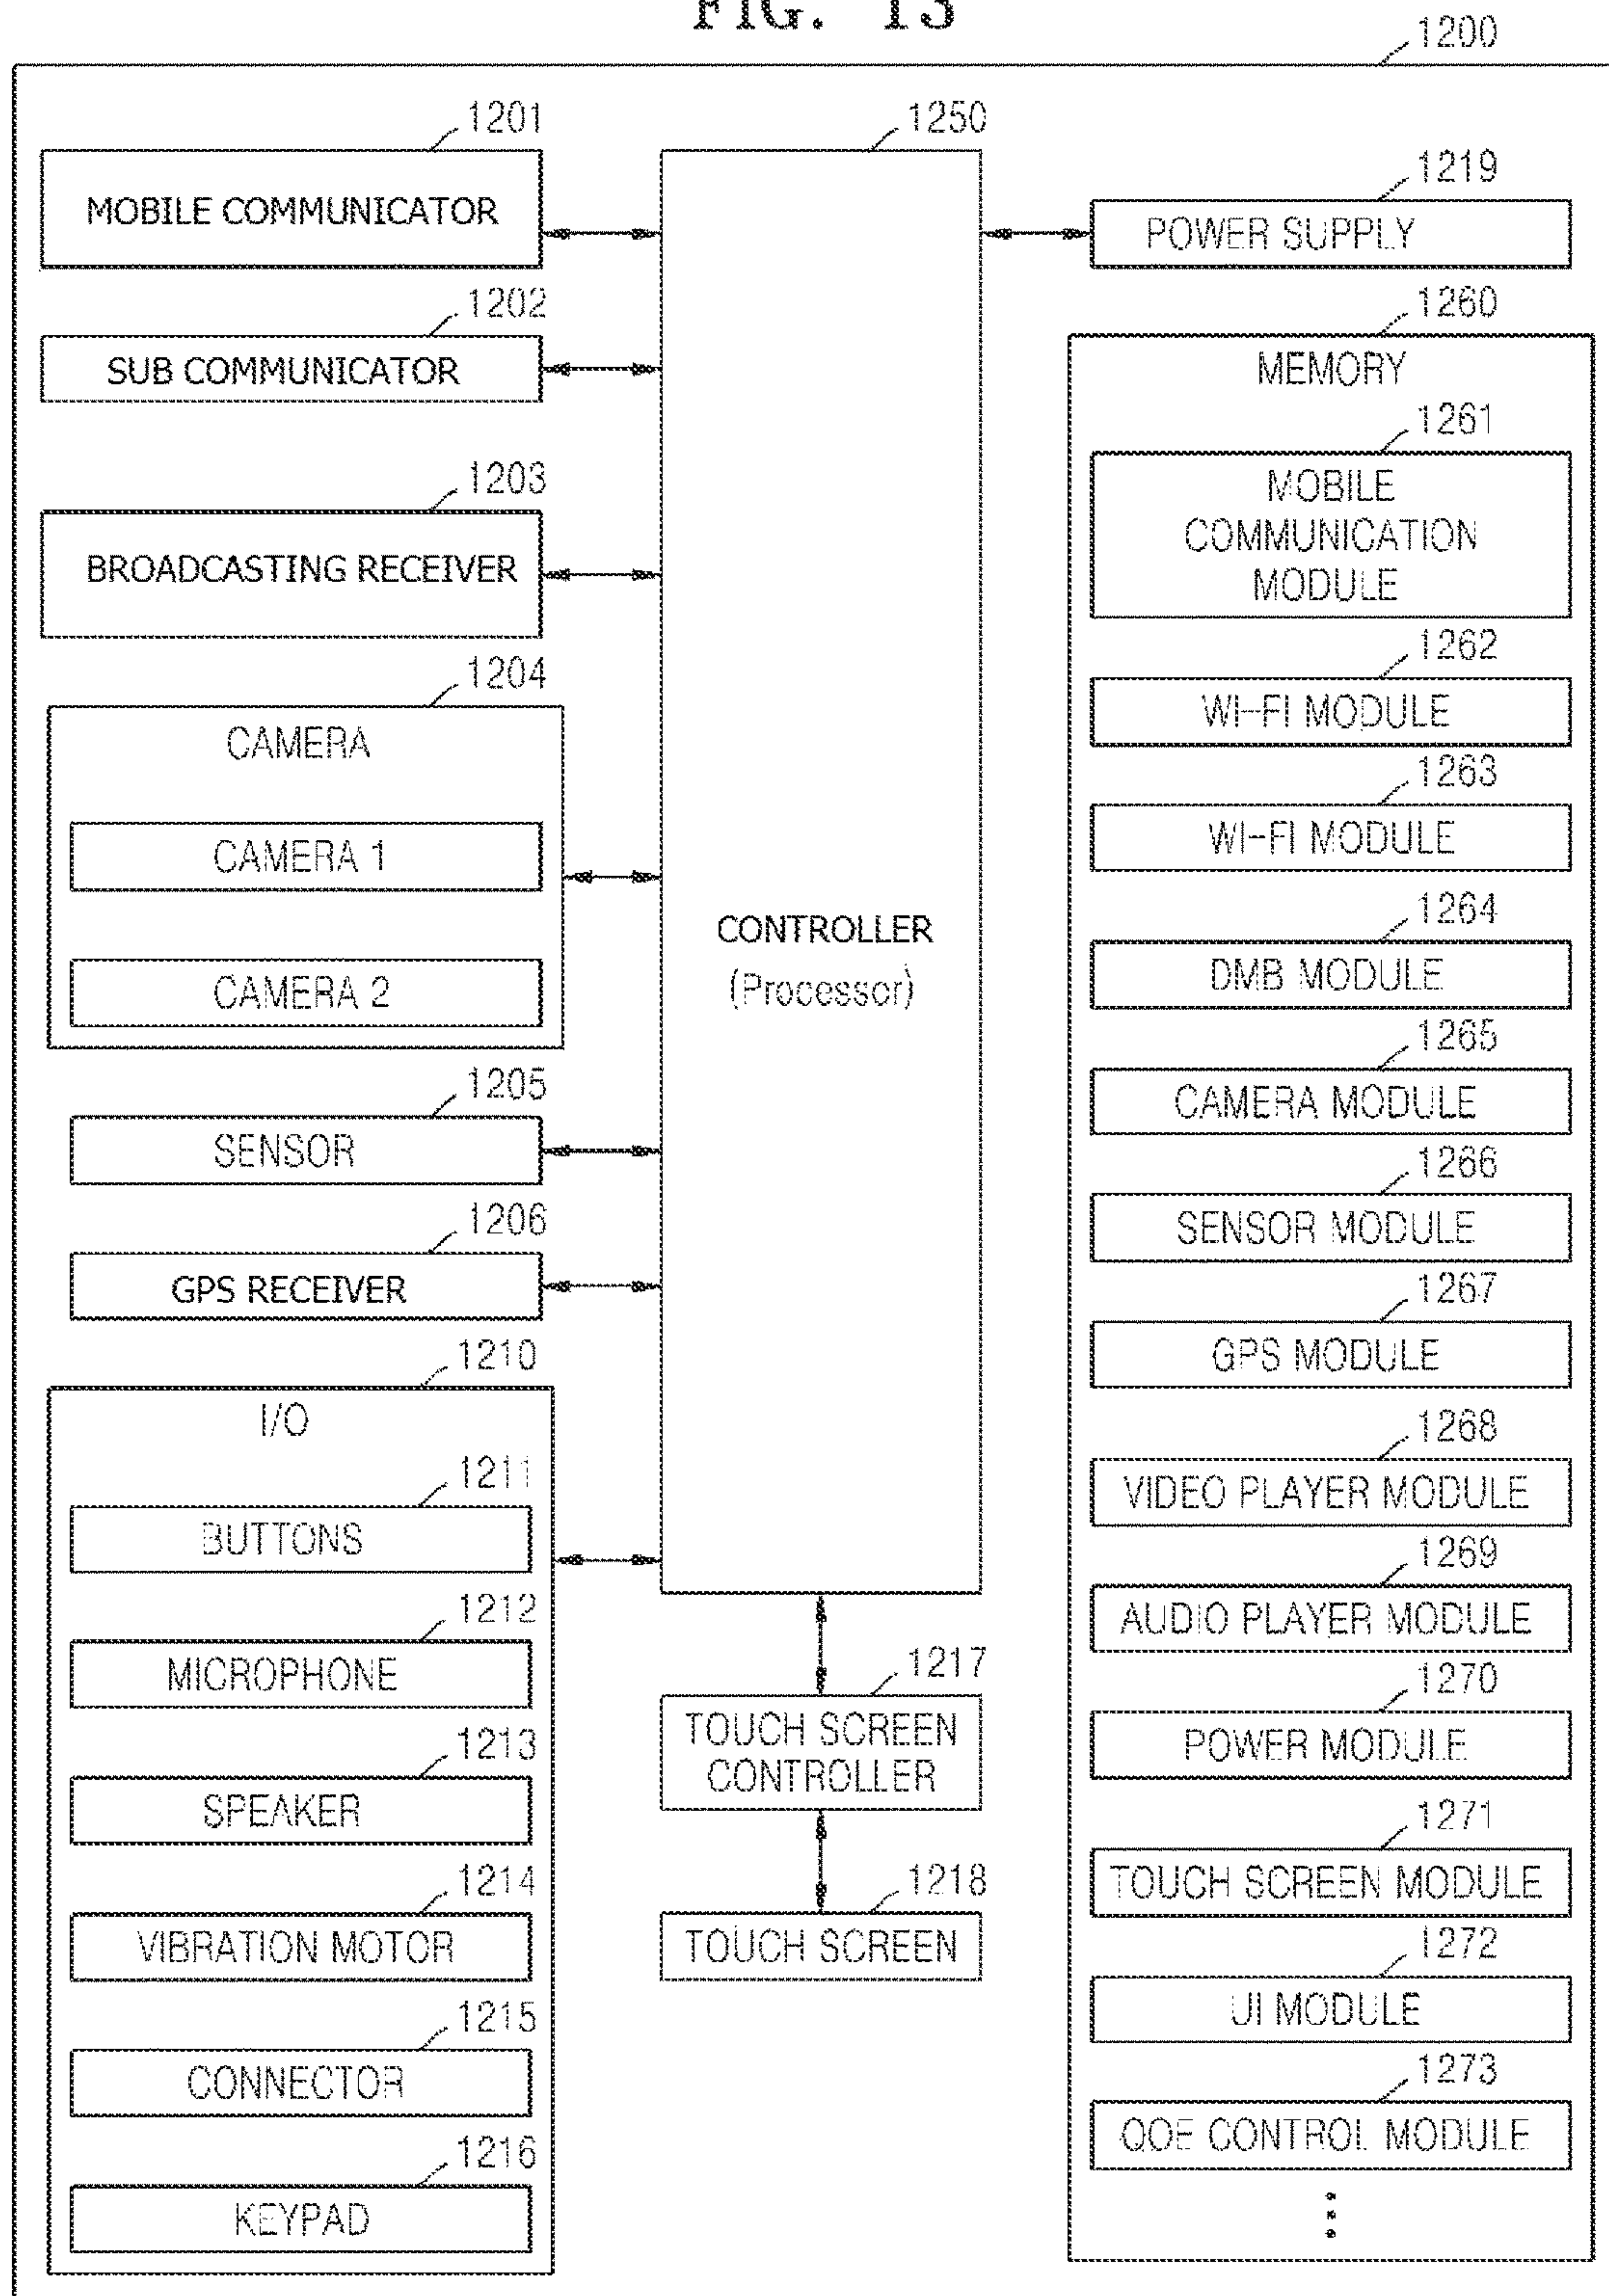 FIG. 13
1200
1201
MOBILE COMMUNICATOR
1202
SUB COMMUNICATOR
1203
BROADCASTING RECEIVER
1204
CAMERA
CAMERA 1
CAMERA 2
1205
SENSOR
1206
GPS RECEIVER
1210
I/O
1211
BUTTONS
1212
MICROPHONE
1213
SPEAKER
1214
VIBRATION MOTOR
1215
CONNECTOR
1216
KEYPAD
1250
CONTROLLER
(Processor)
1217
TOUCH SCREEN
CONTROLLER
1218
TOUCH SCREEN
1219
POWER SUPPLY
1260
MEMORY
1261
MOBILE
COMMUNICATION
MODULE
1262
WI-FI MODULE
1263
WI-FI MODULE
1264
DMB MODULE
1265
CAMERA MODULE
1266
SENSOR MODULE
1267
GPS MODULE
1268
VIDEO PLAYER MODULE
1269
AUDIO PLAYER MODULE
1270
POWER MODULE
1271
TOUCH SCREEN MODULE
1272
UI MODULE
1273
QOE CONTROL MODULE